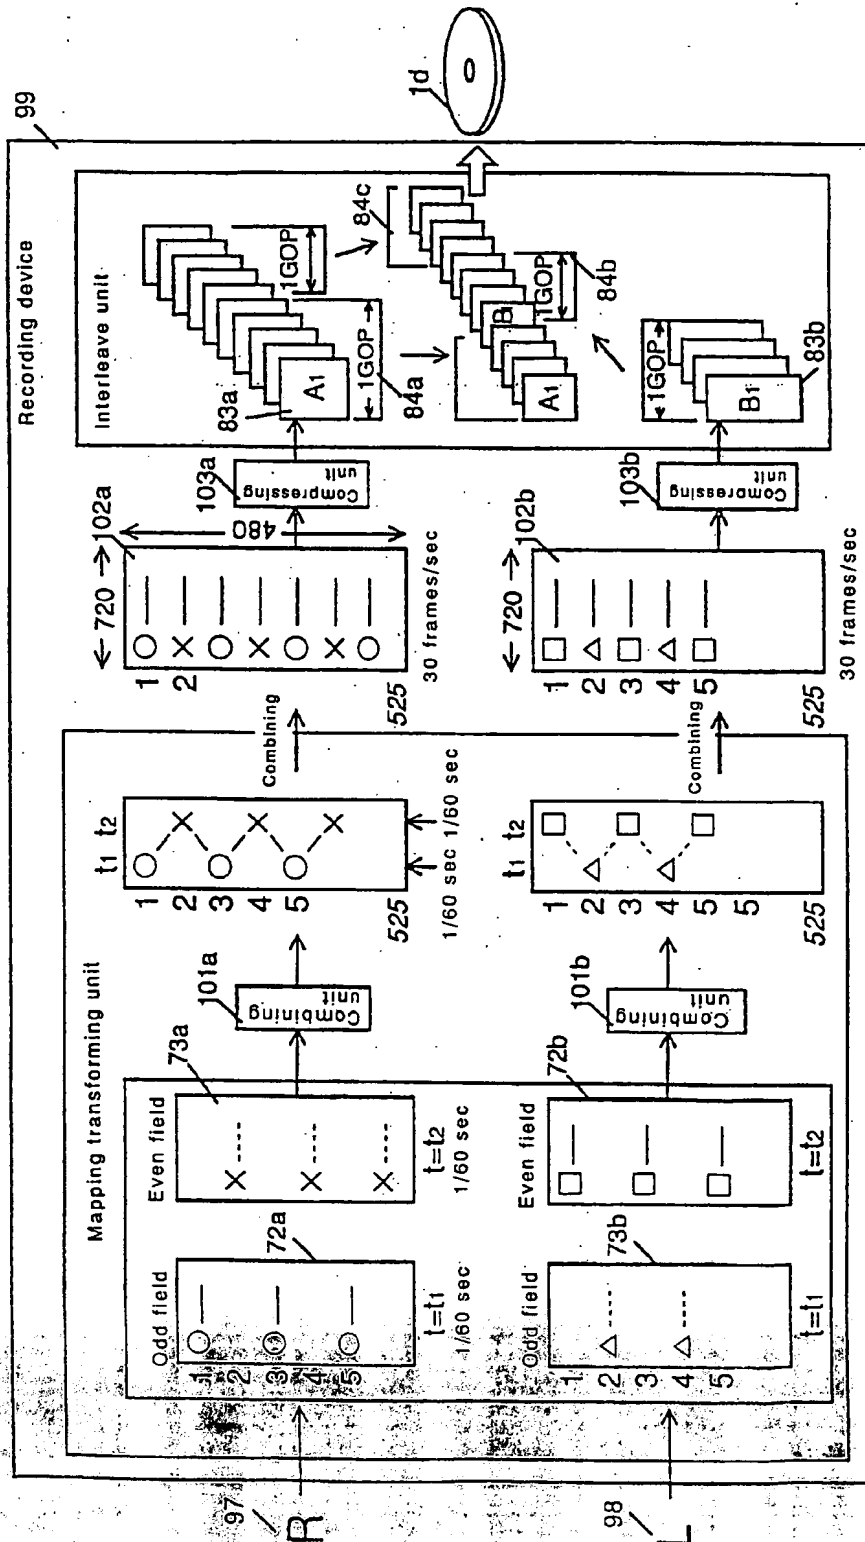 Recording device
99
Mapping transforming unit
Interleave unit
97
R
Odd field
1
2
3
4
5
72a
t=t1
1/60 sec
Even field
73a
t=t2
1/60 sec
101a
Combining
unit
t1 t2
1
2
3
4
5
525
1/60 sec 1/60 sec
Combining
720
102a
1
2
480
525
30 frames/sec
103a
Compressing
unit
83a
A1
1GOP
84a
1GOP
84c
A1
B1
1GOP
84b
1d
98
L
Odd field
1
2
3
4
5
73b
t=t1
Even field
72b
t=t2
101b
Combining
unit
t1 t2
1
2
3
4
5
5
525
Combining
720
102b
1
2
3
4
5
525
30 frames/sec
103b
Compressing
unit
1GOP
B1
83b